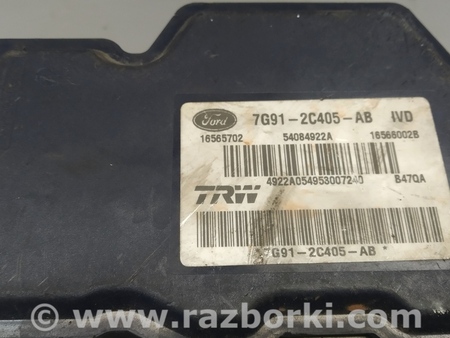 Ford 7G91-2C405-AB IVD
16565702 54084922A 16566002B
4922A054953007240 B47QA
TRW
7G91-2C405-AB
www.razborki.com